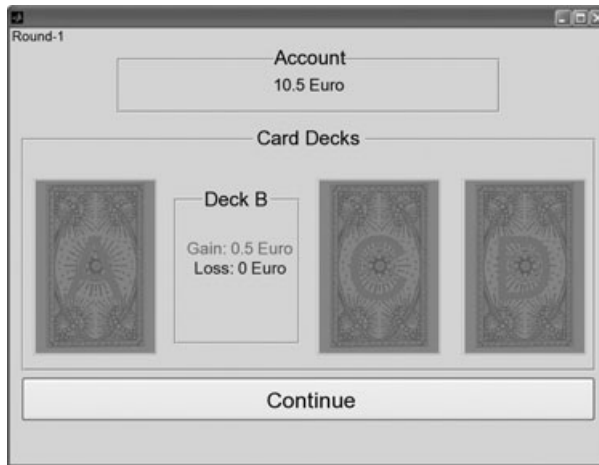 Round-1
Account
10.5 Euro
Card Decks
A
Deck B
Gain: 0.5 Euro
Loss: 0 Euro
C
D
Continue